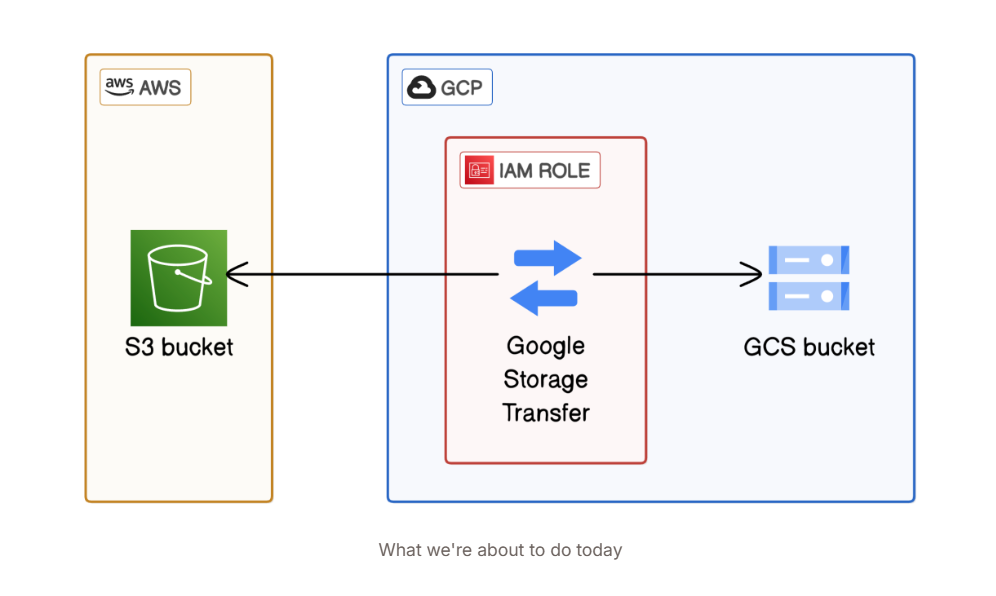 aws AWS
GCP
IAM ROLE
S3 bucket
Google
Storage
Transfer
GCS bucket
What we're about to do today